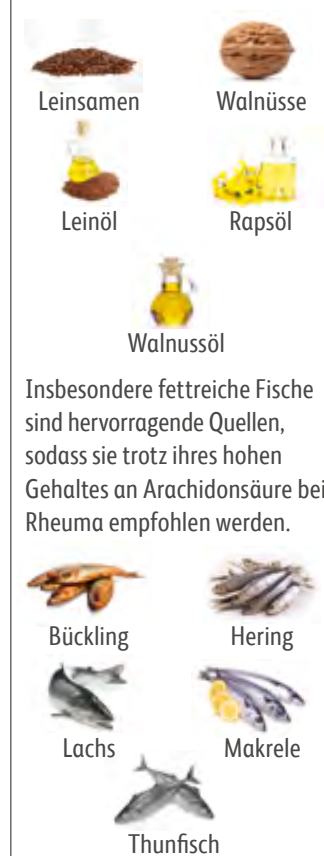 Leinsamen Walnüsse
Leinöl Rapsöl
Walnussöl
Insbesondere fettreiche Fische
sind hervorragende Quellen,
sodass sie trotz ihres hohen
Gehaltes an Arachidonsäure bei
Rheuma empfohlen werden.
Bückling Hering
Lachs Makrele
Thunfisch